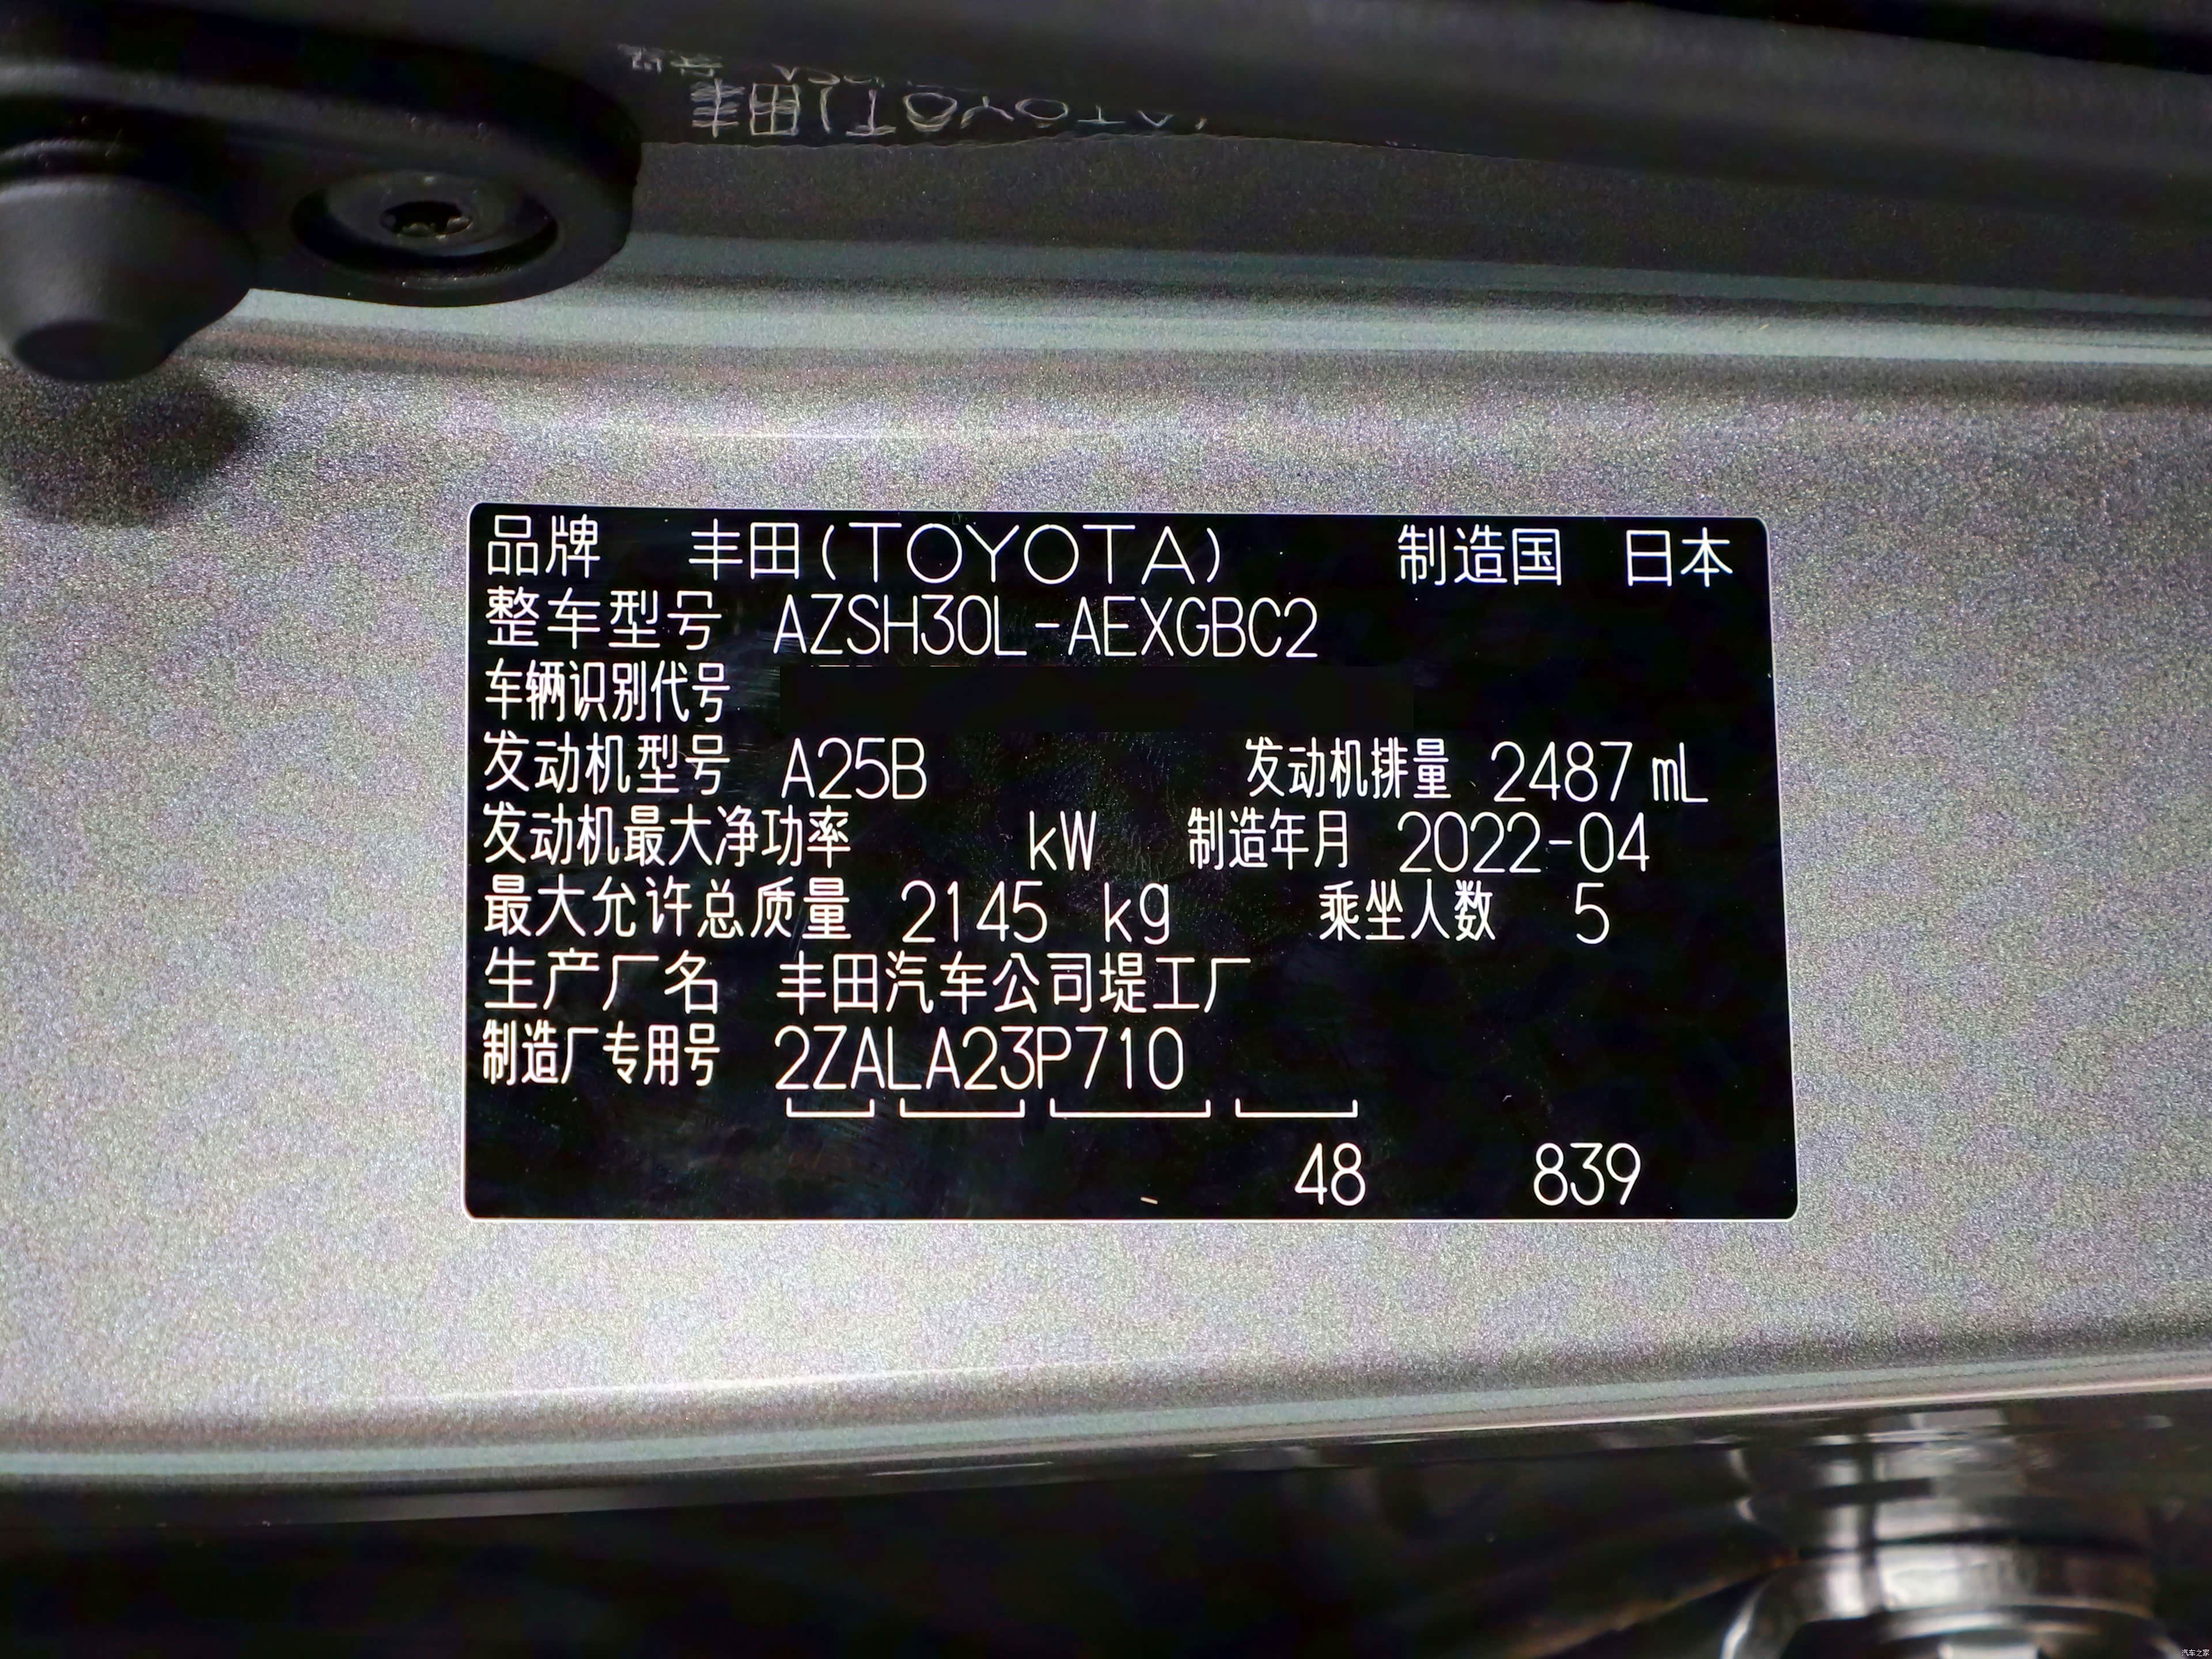 品牌 丰田(TOYOTA) 制造国 日本
整车型号 AZSH30L-AEXGBC2
车辆识别代号
发动机型号 A25B 发动机排量 2487 mL
发动机最大净功率 kW 制造年月 2022-04
最大允许总质量 2145 kg 乘坐人数 5
生产厂名 丰田汽车公司堤工厂
制造厂专用号 2ZALA23P710
48 839
汽车之家